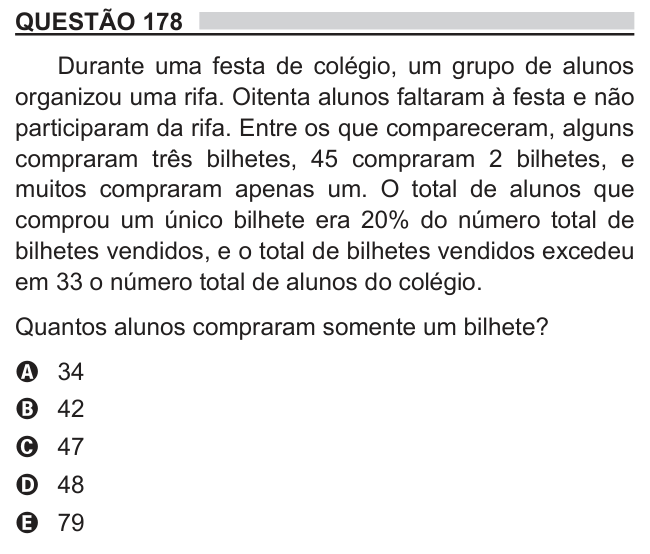 QUESTÃO 178
Durante uma festa de colégio, um grupo de alunos
organizou uma rifa. Oitenta alunos faltaram à festa e não
participaram da rifa. Entre os que compareceram, alguns
compraram três bilhetes, 45 compraram 2 bilhetes, e
muitos compraram apenas um. O total de alunos que
comprou um único bilhete era 20% do número total de
bilhetes vendidos, e o total de bilhetes vendidos excedeu
em 33 o número total de alunos do colégio.
Quantos alunos compraram somente um bilhete?
A 34
B 42
C 47
D 48
E 79